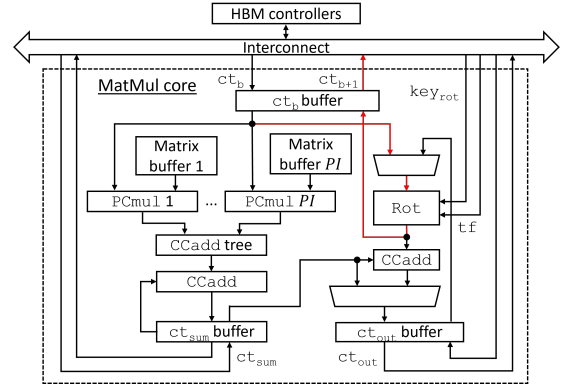 HBM controllers
Interconnect
MatMul core
ct_b
ct_{b+1}
key_rot
ct_b buffer
Matrix
buffer 1
Matrix
buffer PI
PCmul 1
...
PCmul PI
Rot
tf
CCadd tree
CCadd
CCadd
ct_sum buffer
ct_out buffer
ct_sum
ct_out